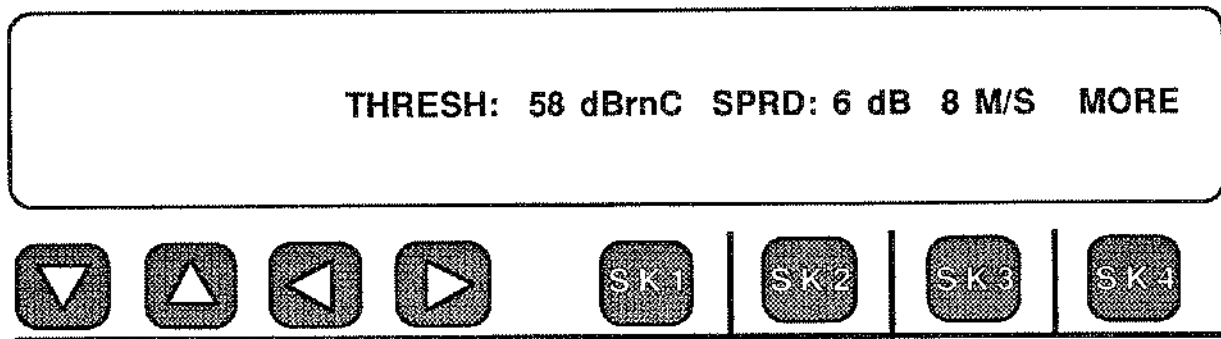 THRESH: 58 dBrnC SPRD: 6 dB 8 M/S MORE
SK1 SK2 SK3 SK4